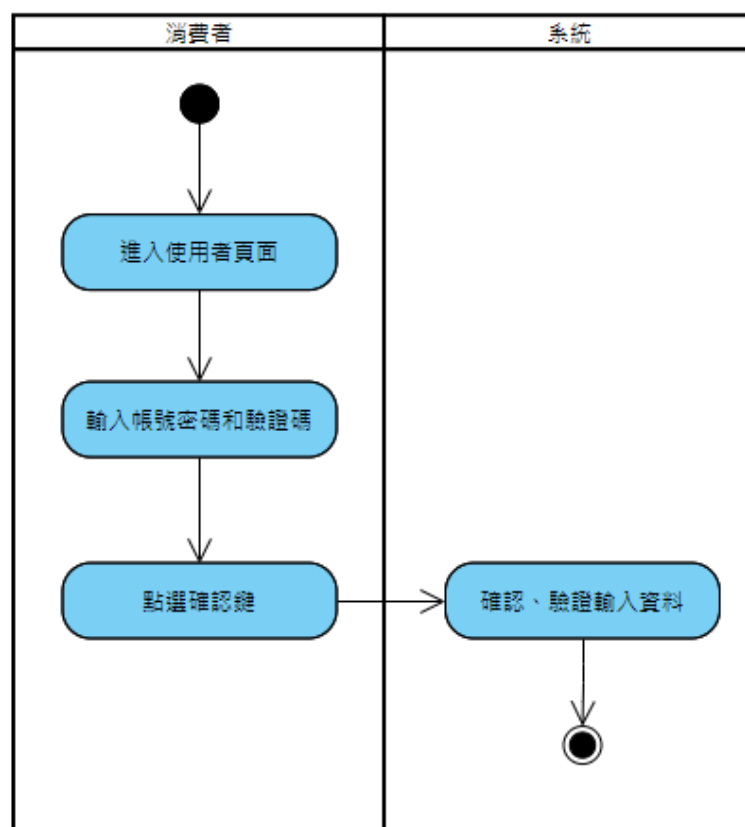 消費者
系統
進入使用者頁面
輸入帳號密碼和驗證碼
點選確認鍵
確認、驗證輸入資料